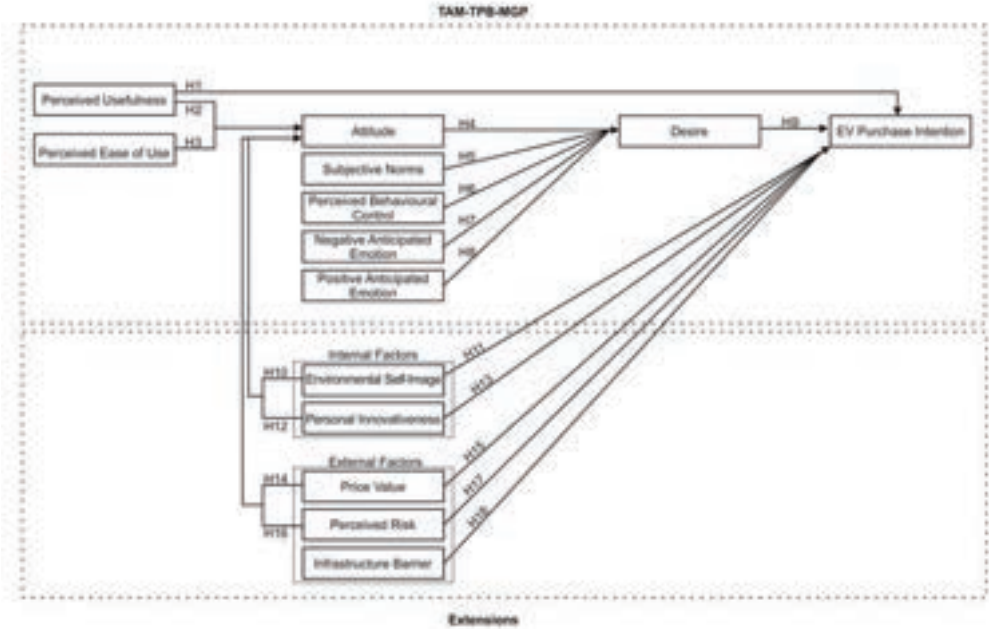 TAM-TPB-MGP
Perceived Usefulness
H1
H2
Perceived Ease of Use
H3
Attitude
H4
Desire
H9
EV Purchase Intention
Subjective Norms
H5
Perceived Behavioural
Control
H6
Negative Anticipated
Emotion
H7
Positive Anticipated
Emotion
H8
Internal Factors
H10
Environmental Self-Image
H11
H12
Personal Innovativeness
H13
External Factors
H14
Price Value
H15
H16
Perceived Risk
H17
Infrastructure Barrier
H18
Extensions